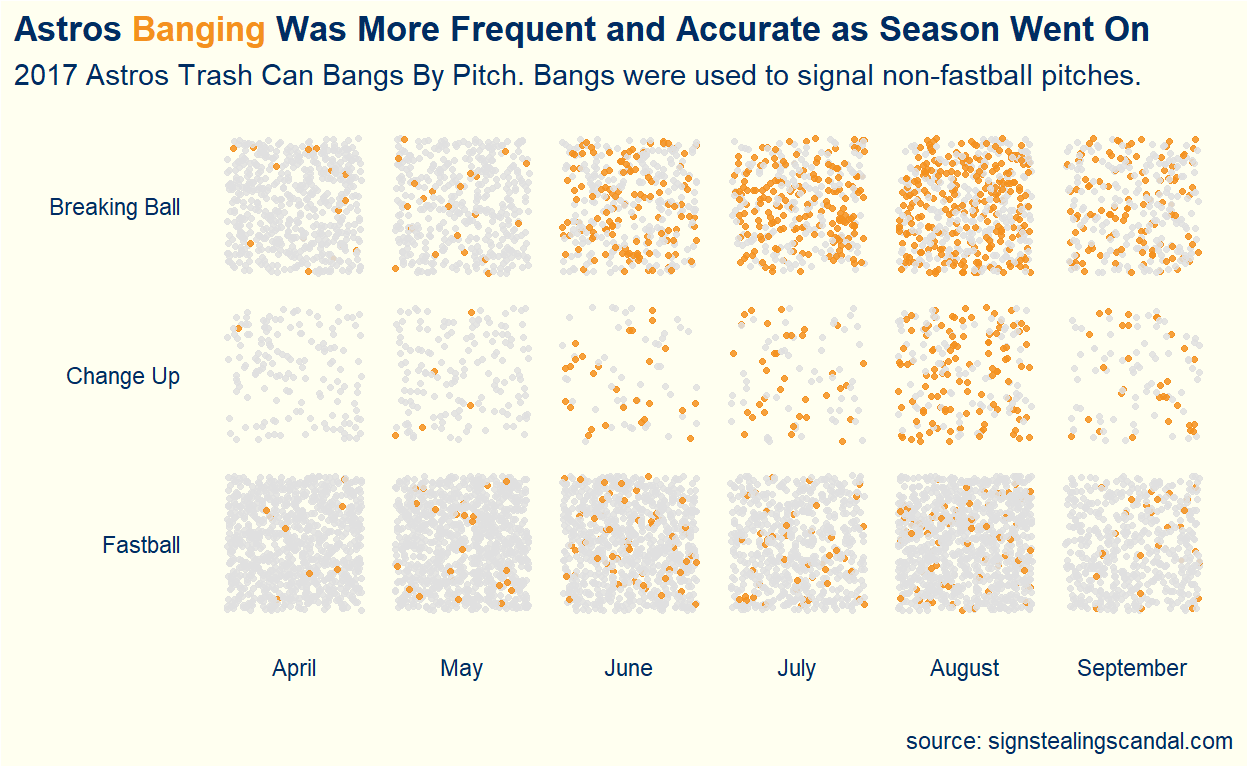 Astros Banging Was More Frequent and Accurate as Season Went On
2017 Astros Trash Can Bangs By Pitch. Bangs were used to signal non-fastball pitches.
Breaking Ball
Change Up
Fastball
April May June July August September
source: signstealingscandal.com